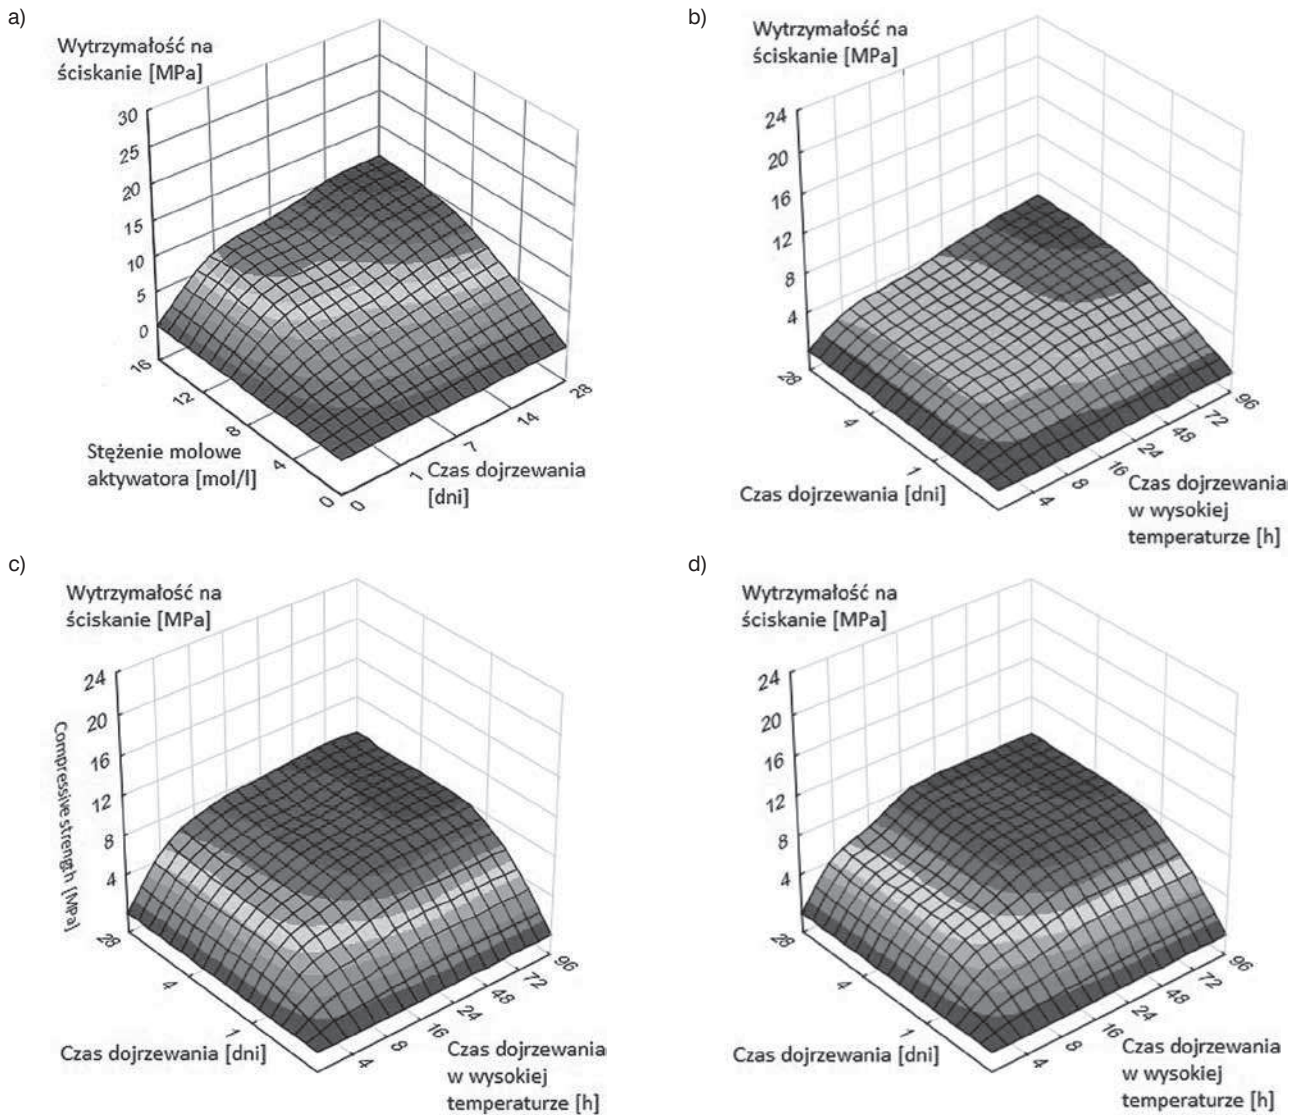 a)
Wytrzymałość na
ściskanie [MPa]
30
25
20
15
10
5
0
16
12
8
4
0
Stężenie molowe
aktywatora [mol/l]
0
1
7
14
28
Czas dojrzewania
[dni]
b)
Wytrzymałość na
ściskanie [MPa]
24
20
16
12
8
4
28
4
1
Czas dojrzewania [dni]
4
8
16
24
48
72
96
Czas dojrzewania
w wysokiej
temperaturze [h]
c)
Wytrzymałość na
ściskanie [MPa]
Compressive strength [MPa]
24
20
16
12
8
4
28
4
1
Czas dojrzewania [dni]
4
8
16
24
48
72
96
Czas dojrzewania
w wysokiej
temperaturze [h]
d)
Wytrzymałość na
ściskanie [MPa]
24
20
16
12
8
4
28
4
1
Czas dojrzewania [dni]
4
8
16
24
48
72
96
Czas dojrzewania
w wysokiej
temperaturze [h]